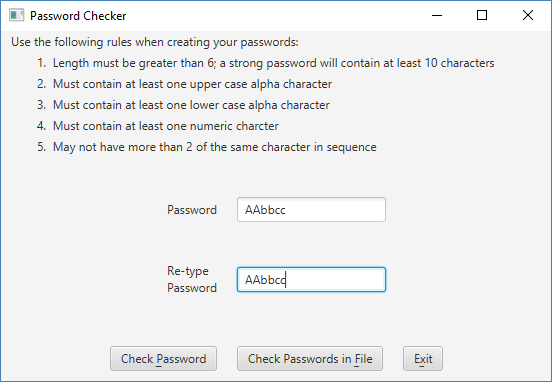 Password Checker
Use the following rules when creating your passwords:
1. Length must be greater than 6; a strong password will contain at least 10 characters
2. Must contain at least one upper case alpha character
3. Must contain at least one lower case alpha character
4. Must contain at least one numeric charcter
5. May not have more than 2 of the same character in sequence
Password AAbbcc
Re-type
Password AAbbcc
Check Password Check Passwords in File Exit